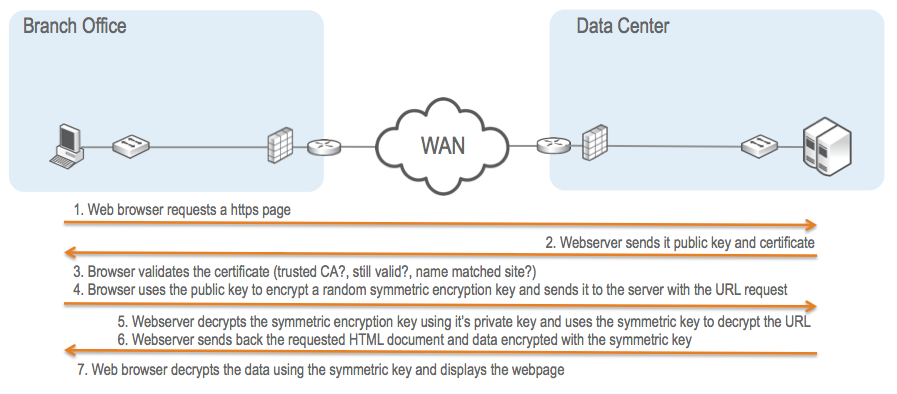 Branch Office
Data Center
WAN
1. Web browser requests a https page
2. Webserver sends it public key and certificate
3. Browser validates the certificate (trusted CA?, still valid?, name matched site?)
4. Browser uses the public key to encrypt a random symmetric encryption key and sends it to the server with the URL request
5. Webserver decrypts the symmetric encryption key using it's private key and uses the symmetric key to decrypt the URL
6. Webserver sends back the requested HTML document and data encrypted with the symmetric key
7. Web browser decrypts the data using the symmetric key and displays the webpage